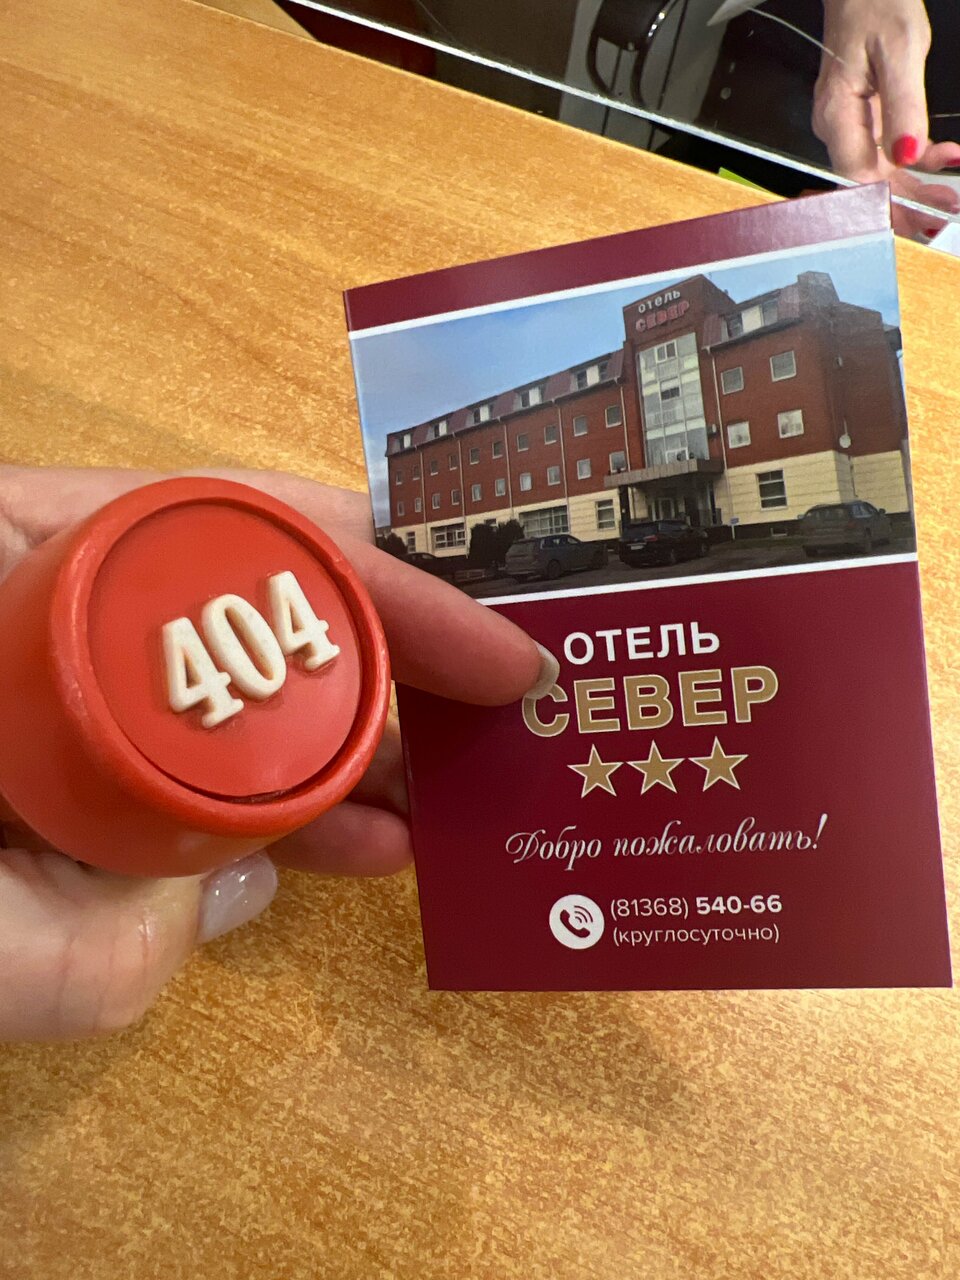 отель
СЕВЕР
404
ОТЕЛЬ
СЕВЕР
Добро пожаловать!
(81368) 540-66
(круглосуточно)